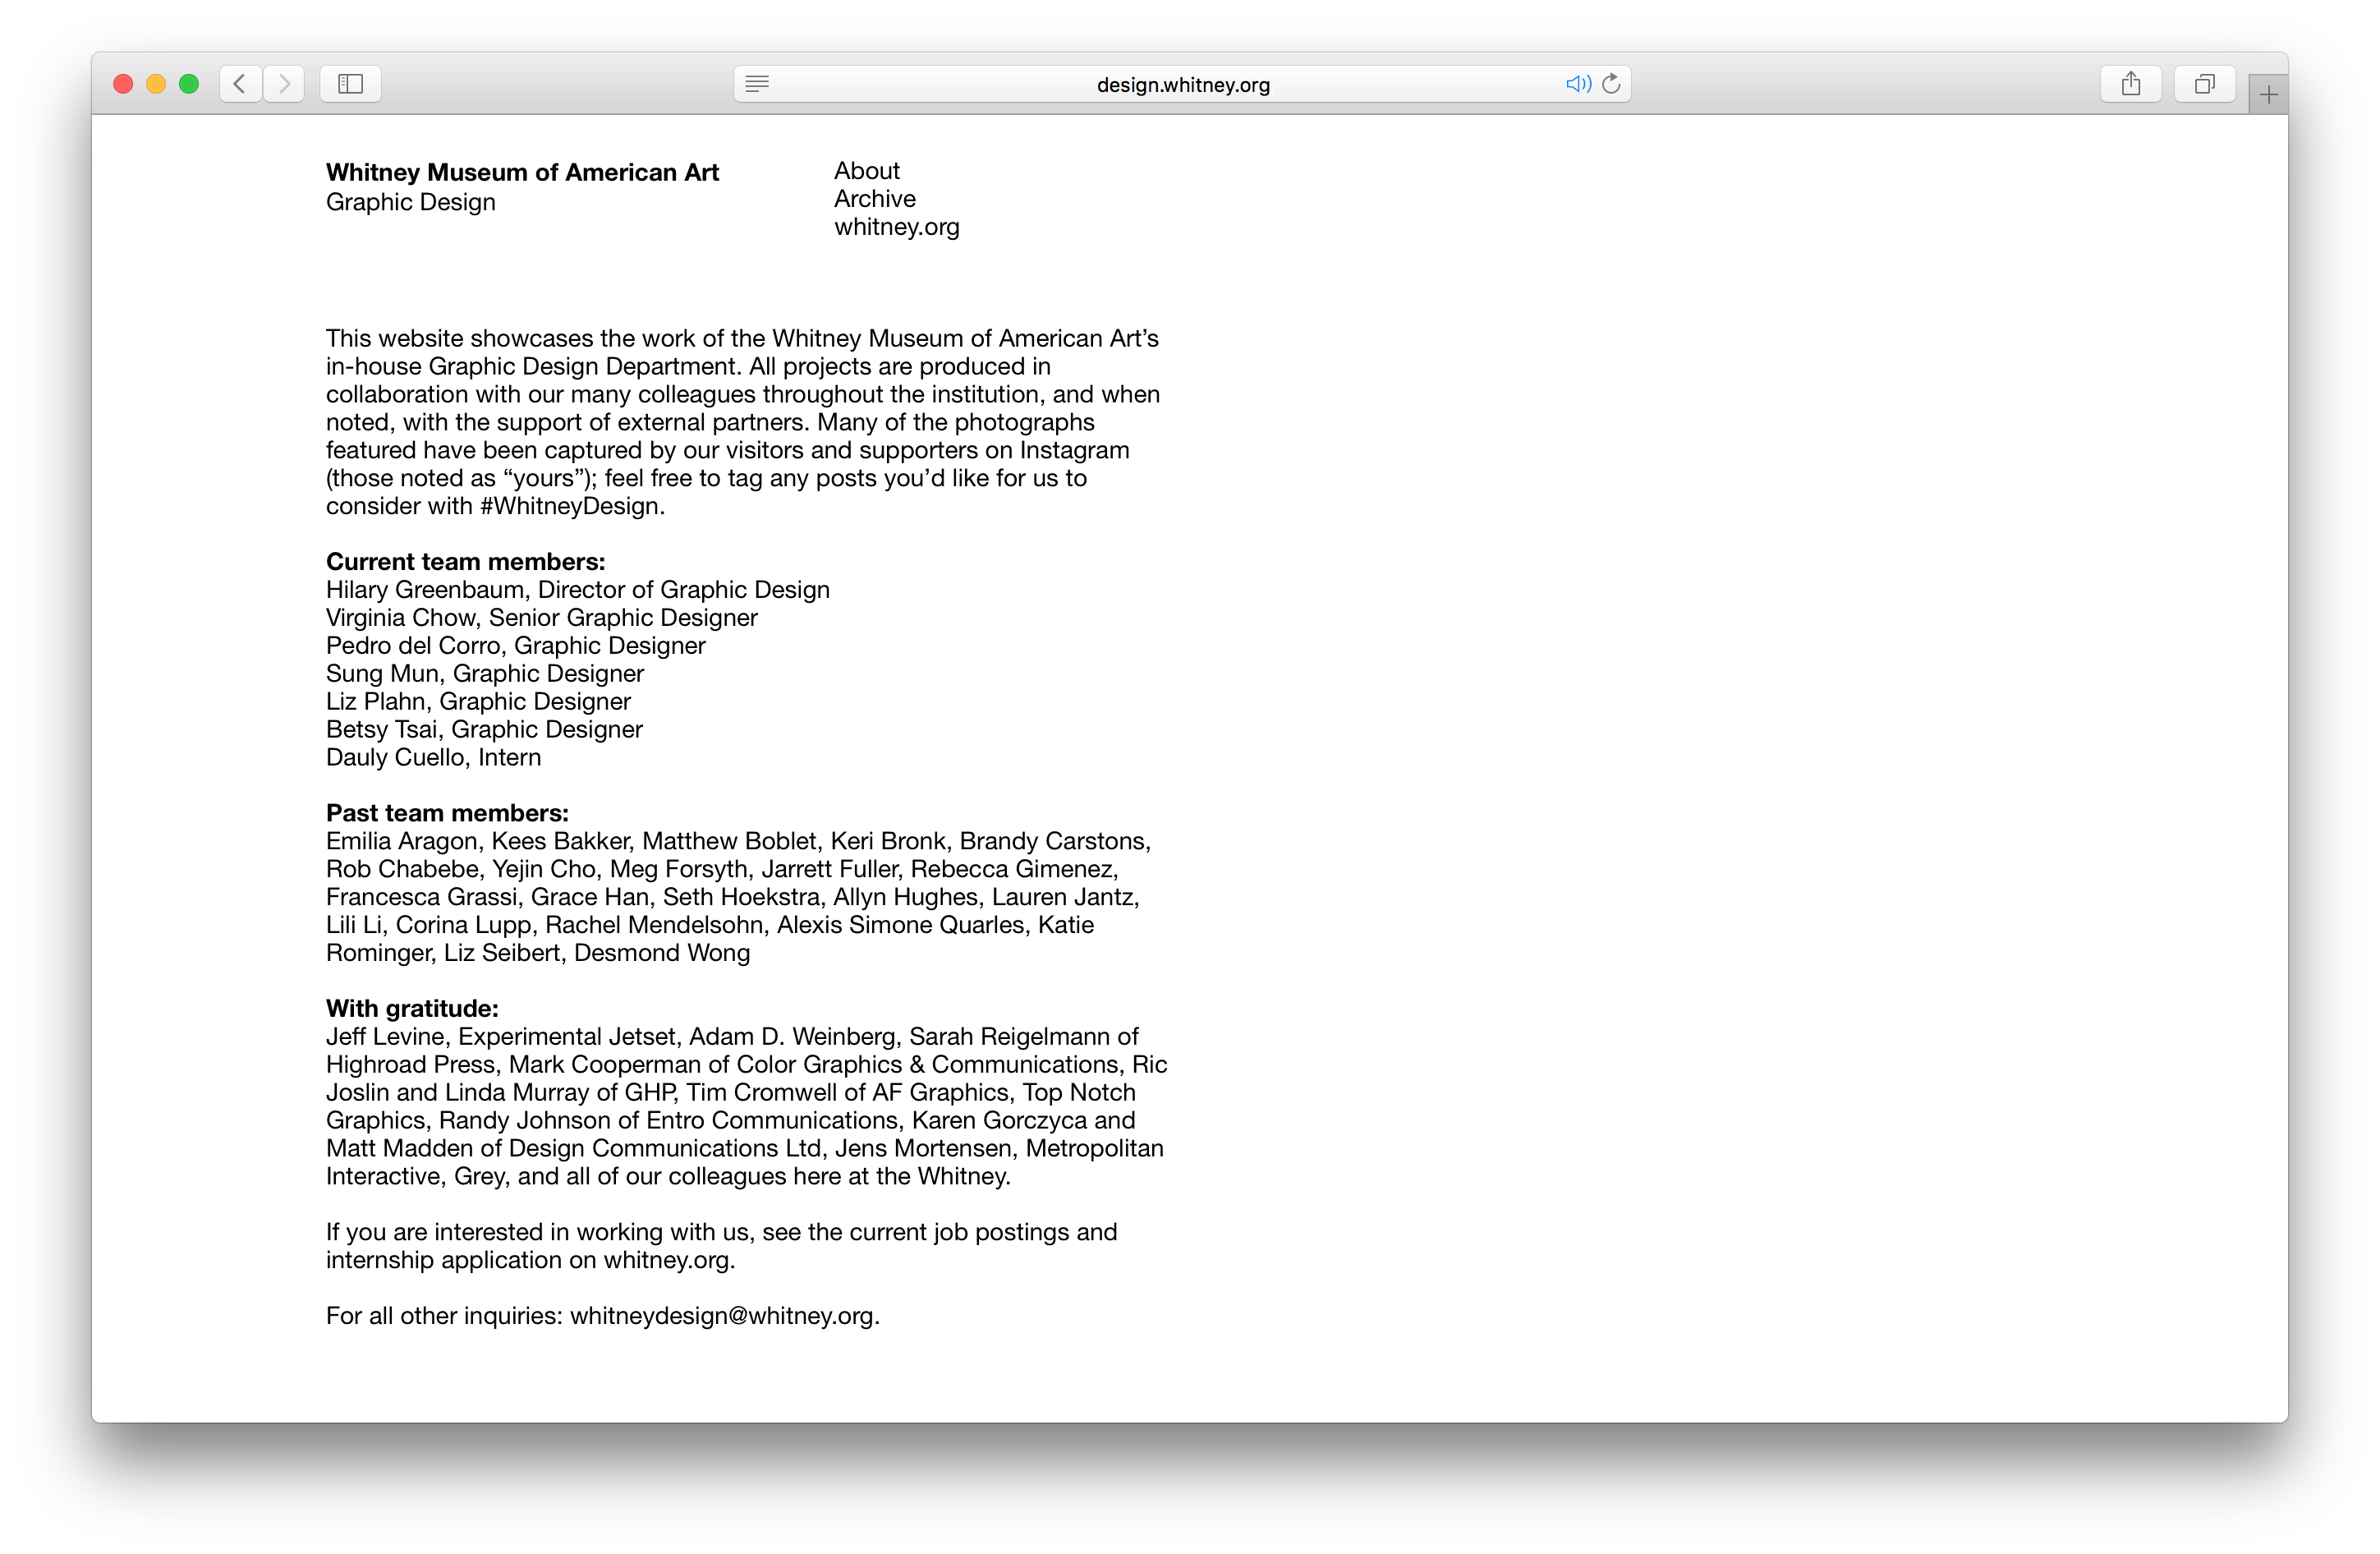 design.whitney.org
Whitney Museum of American Art
Graphic Design
About
Archive
whitney.org
This website showcases the work of the Whitney Museum of American Art’s
in-house Graphic Design Department. All projects are produced in
collaboration with our many colleagues throughout the institution, and when
noted, with the support of external partners. Many of the photographs
featured have been captured by our visitors and supporters on Instagram
(those noted as “yours”); feel free to tag any posts you’d like for us to
consider with #WhitneyDesign.
Current team members:
Hilary Greenbaum, Director of Graphic Design
Virginia Chow, Senior Graphic Designer
Pedro del Corro, Graphic Designer
Sung Mun, Graphic Designer
Liz Plahn, Graphic Designer
Betsy Tsai, Graphic Designer
Dauly Cuello, Intern
Past team members:
Emilia Aragon, Kees Bakker, Matthew Boblet, Keri Bronk, Brandy Carstons,
Rob Chabebe, Yejin Cho, Meg Forsyth, Jarrett Fuller, Rebecca Gimenez,
Francesca Grassi, Grace Han, Seth Hoekstra, Allyn Hughes, Lauren Jantz,
Lili Li, Corina Lupp, Rachel Mendelsohn, Alexis Simone Quarles, Katie
Rominger, Liz Seibert, Desmond Wong
With gratitude:
Jeff Levine, Experimental Jetset, Adam D. Weinberg, Sarah Reigelmann of
Highroad Press, Mark Cooperman of Color Graphics & Communications, Ric
Joslin and Linda Murray of GHP, Tim Cromwell of AF Graphics, Top Notch
Graphics, Randy Johnson of Entro Communications, Karen Gorczyca and
Matt Madden of Design Communications Ltd, Jens Mortensen, Metropolitan
Interactive, Grey, and all of our colleagues here at the Whitney.
If you are interested in working with us, see the current job postings and
internship application on whitney.org.
For all other inquiries: whitneydesign@whitney.org.